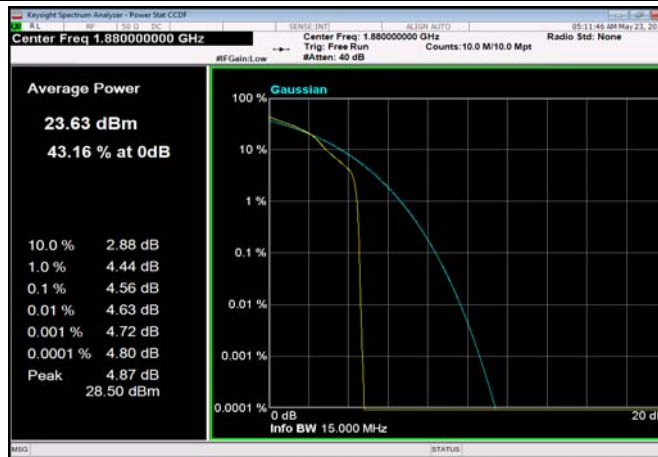 Keysight Spectrum Analyzer - Power Stat CCDF
RL RF 50 Ω DC SENSE:INT ALIGN AUTO 05:11:46 AM May 23, 20
Center Freq 1.880000000 GHz
Center Freq: 1.880000000 GHz Radio Std: None
Trig: Free Run Counts:10.0 M/10.0 Mpt
#IFGain:Low #Atten: 40 dB
Average Power
23.63 dBm
43.16 % at 0dB
10.0 % 2.88 dB
1.0 % 4.44 dB
0.1 % 4.56 dB
0.01 % 4.63 dB
0.001 % 4.72 dB
0.0001 % 4.80 dB
Peak 4.87 dB
28.50 dBm
Gaussian
100 %
10 %
1 %
0.1 %
0.01 %
0.001 %
0.0001 %
0 dB 20 d
Info BW 15.000 MHz
MSG STATUS